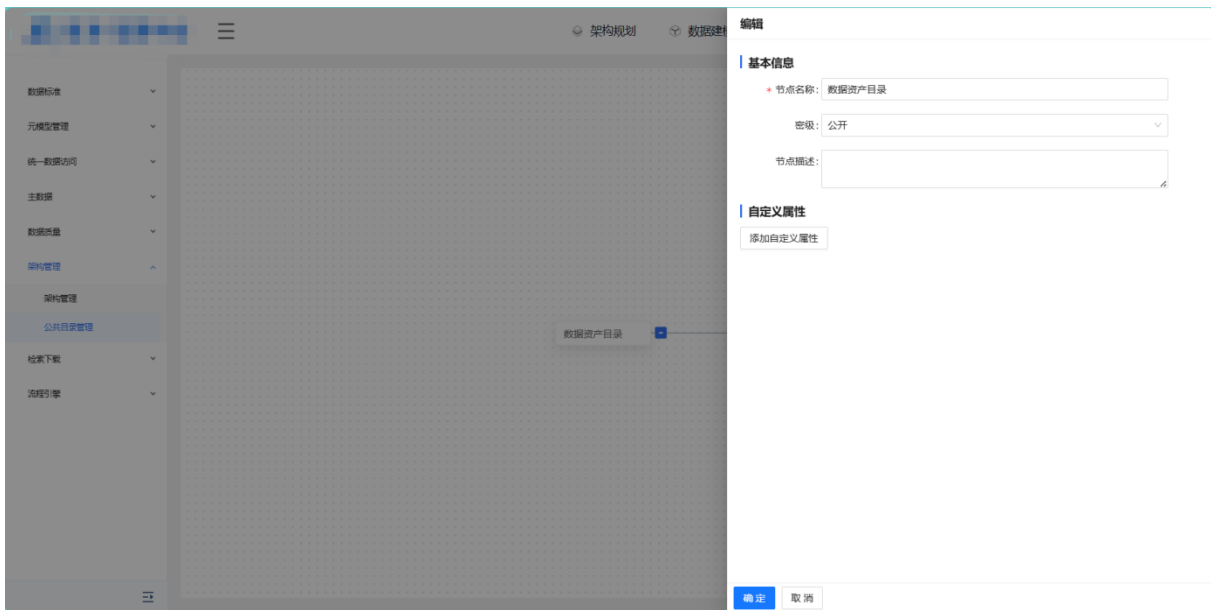 架构规划
数据建
编辑
基本信息
* 节点名称: 数据资产目录
密级: 公开
节点描述:
自定义属性
添加自定义属性
数据标准
元模型管理
统一数据访问
主数据
数据质量
架构管理
架构管理
公共目录管理
检索下载
流程引擎
数据资产目录
确定
取消